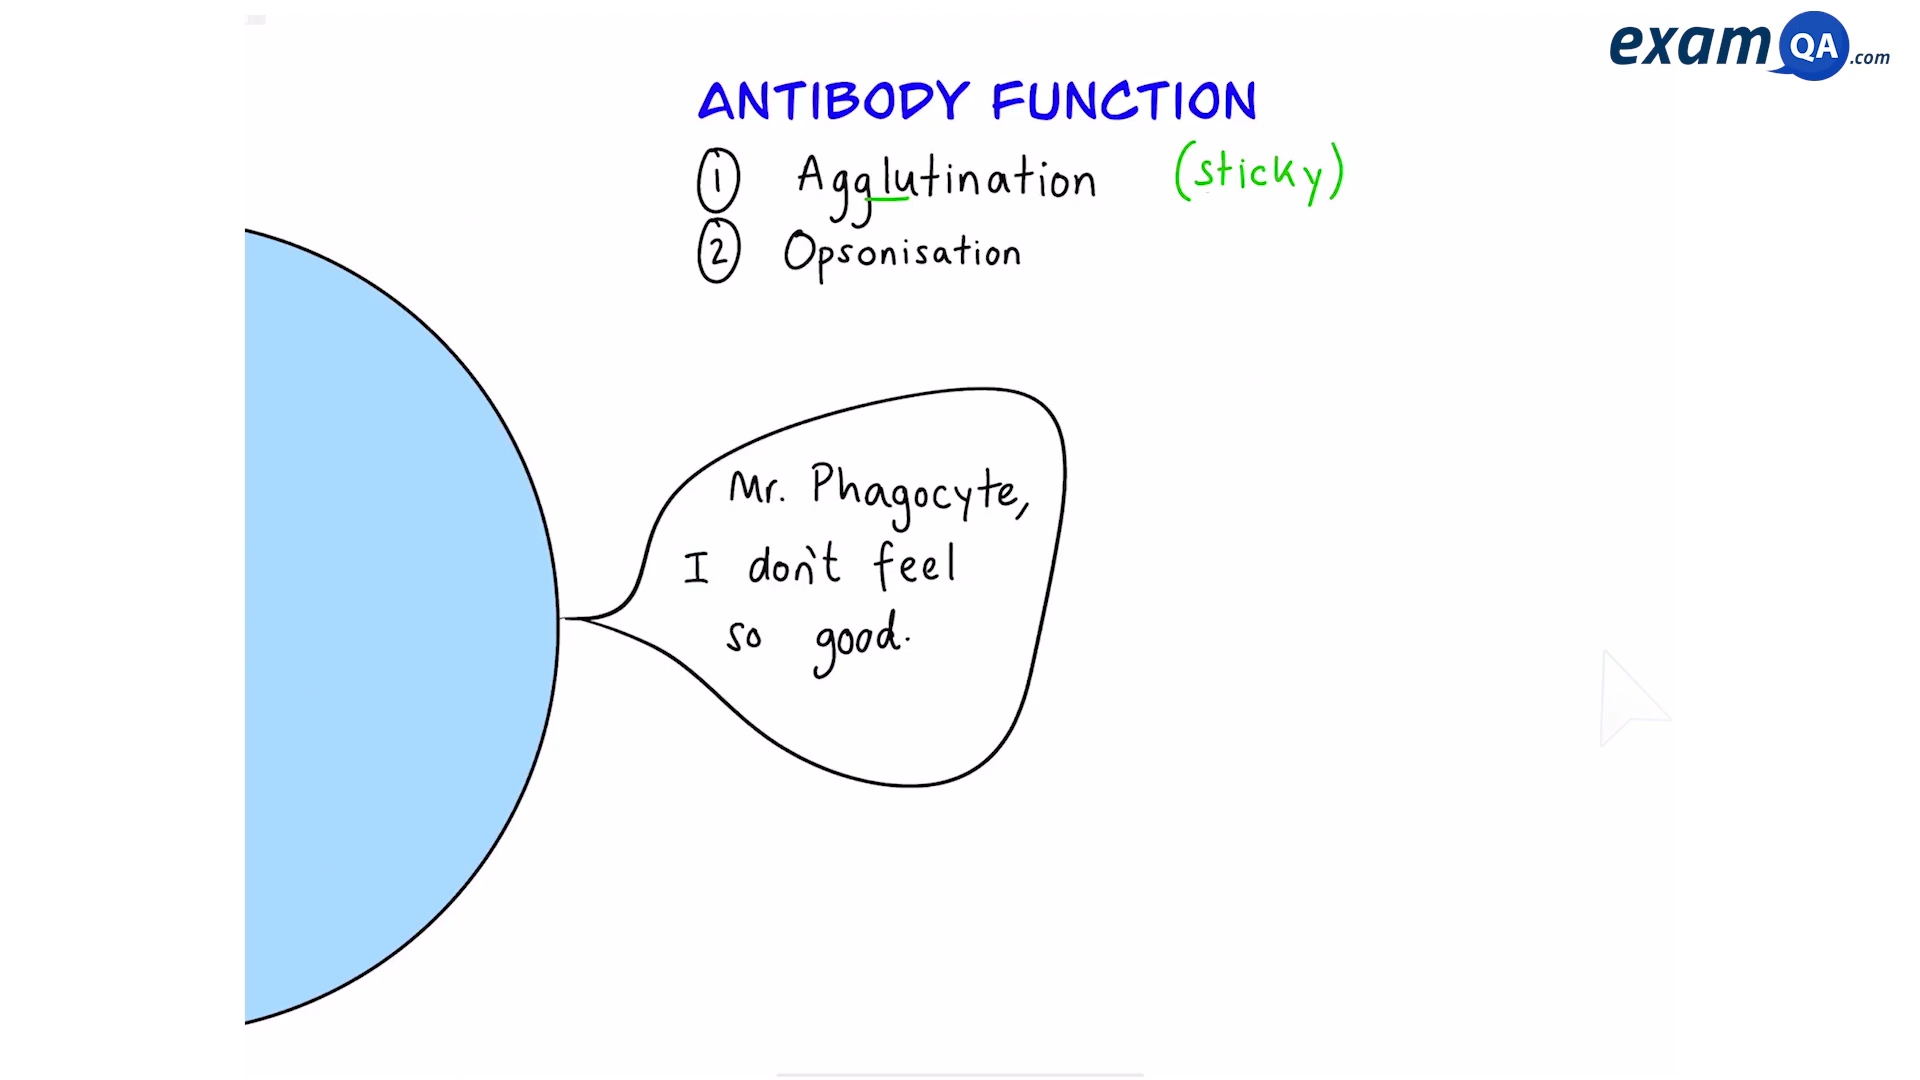 examQA.com
ANTIBODY FUNCTION
1 Agglutination (sticky)
2 Opsonisation
Mr. Phagocyte,
I don't feel
so good.